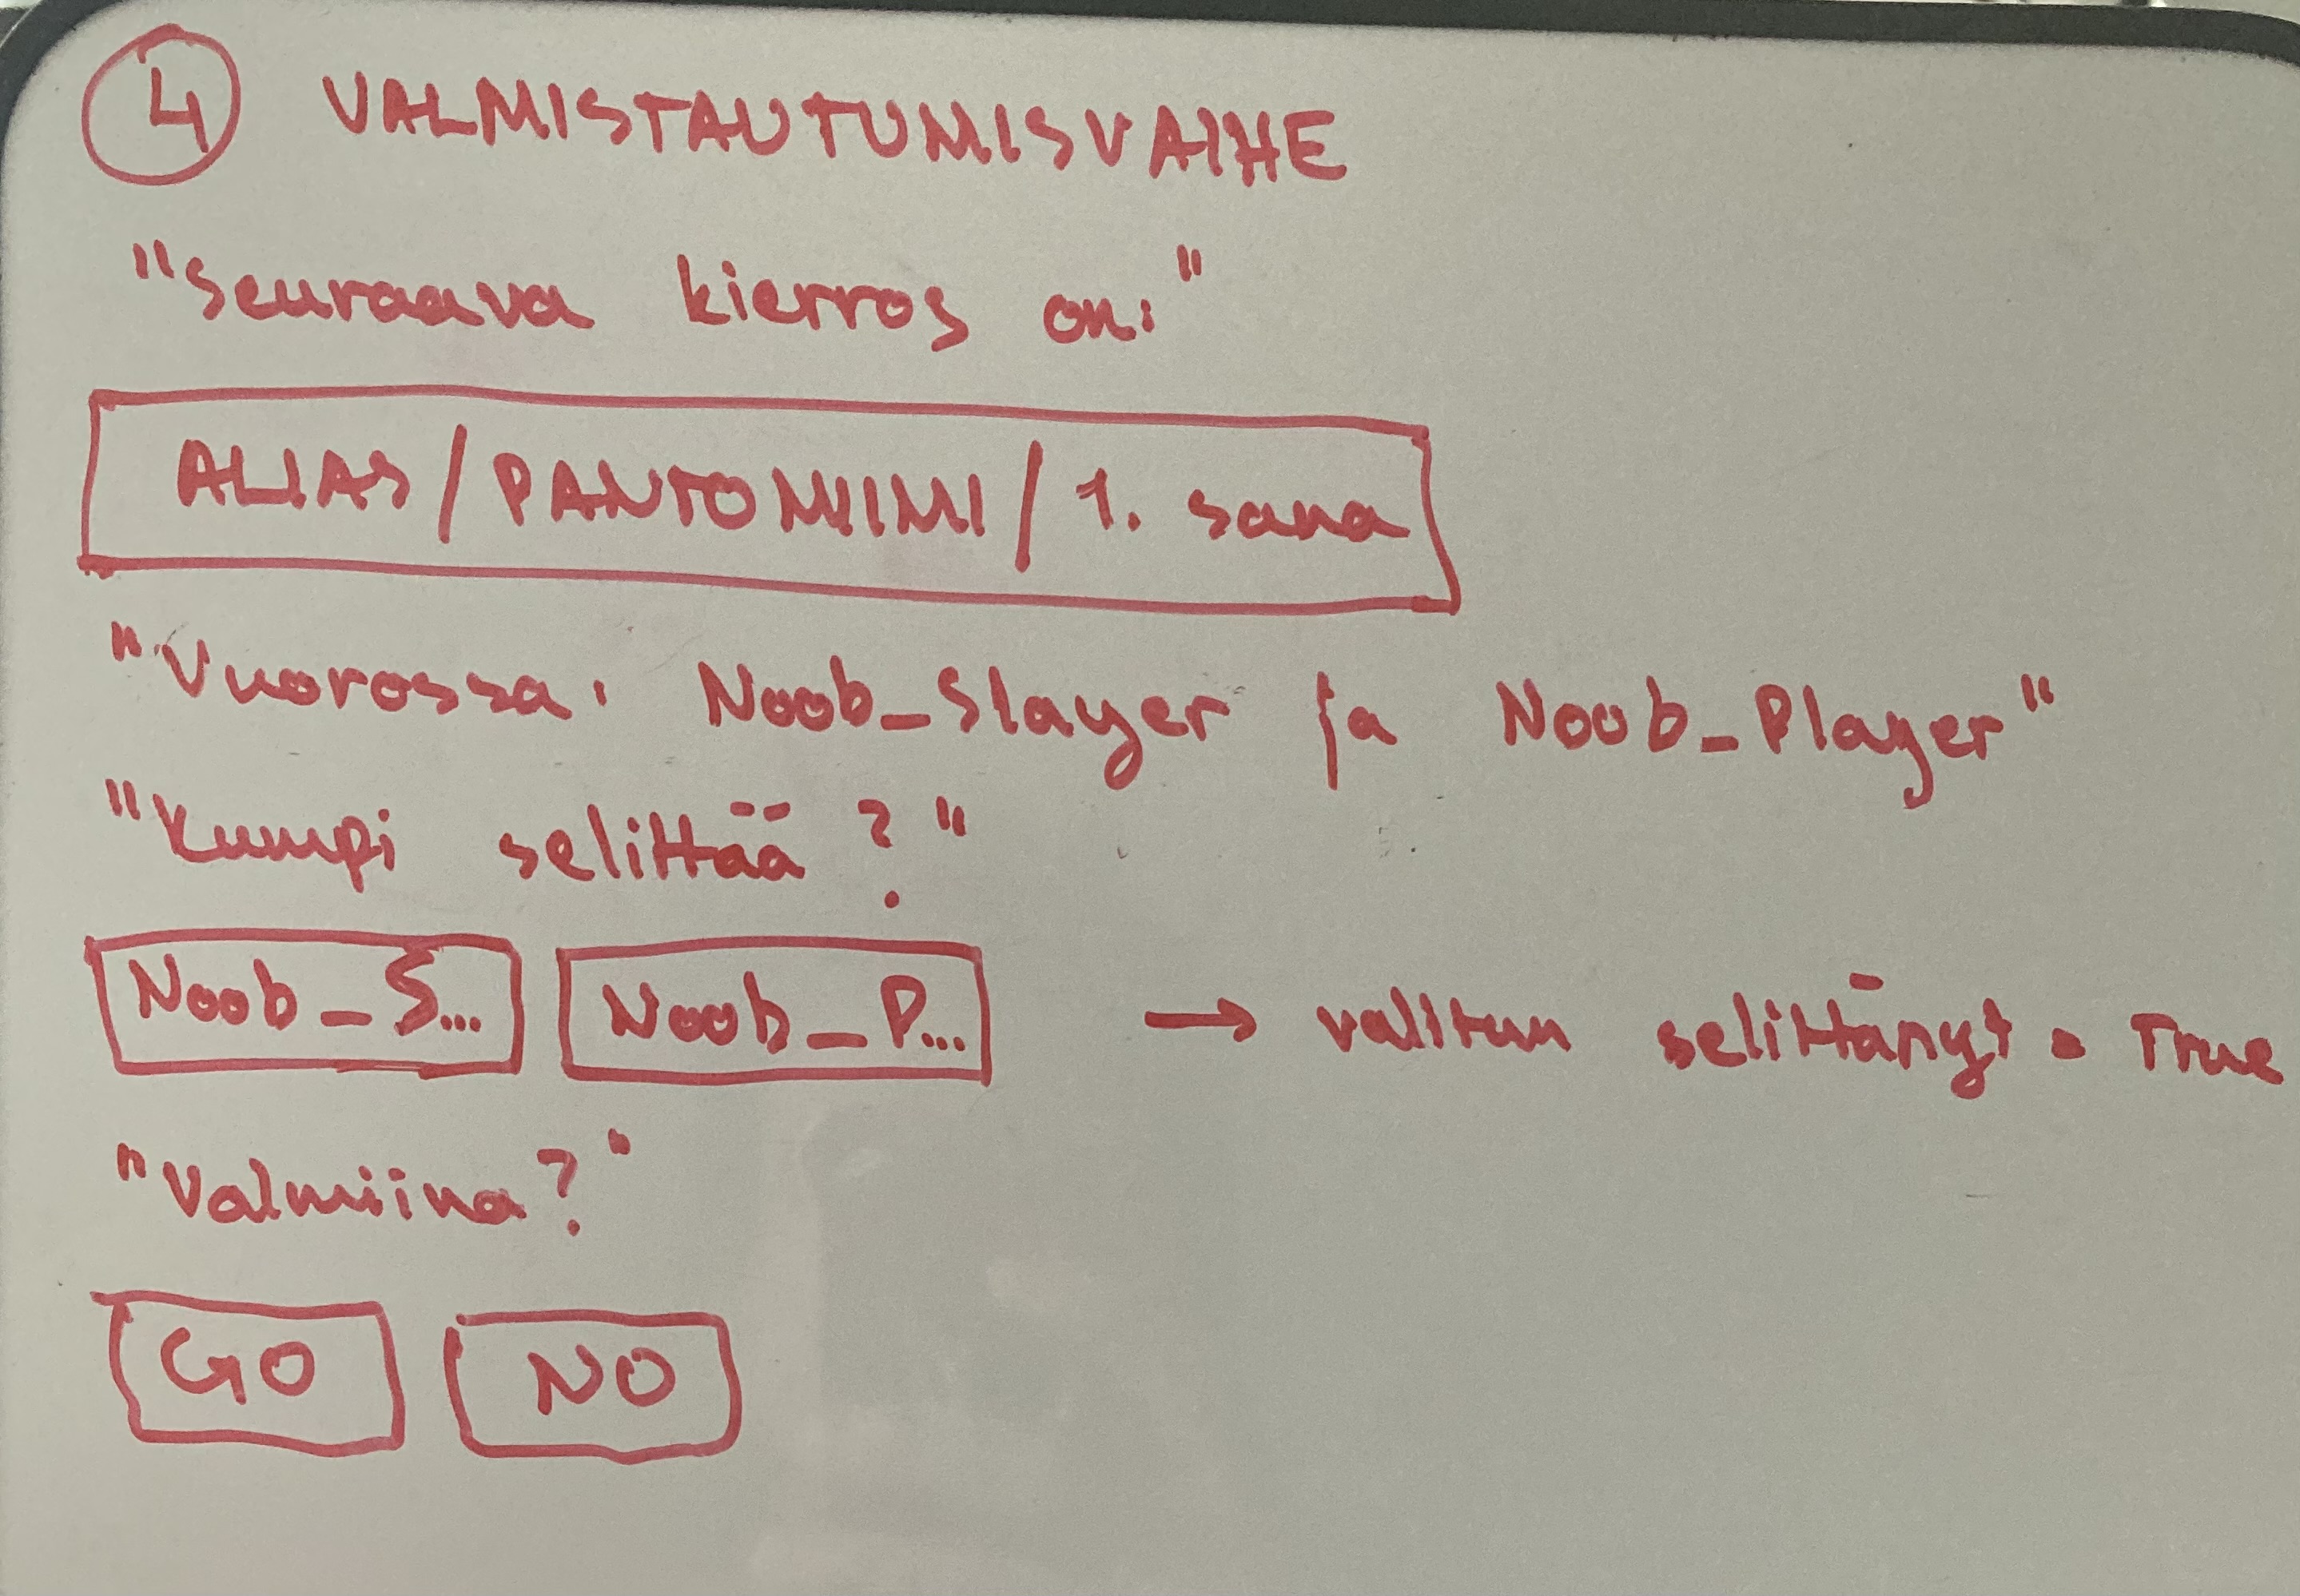 4 VALMISTAUTUMISVAIHE
"Seuraava kierros on:"
ALIAS / PANTOMIIMI / 1. sana
"Vuorossa: Noob_Slayer ja Noob_Player"
"Kumpi selittää?"
Noob_S... Noob_P... → valitun selittänyt = True
"Valmiina?"
GO NO